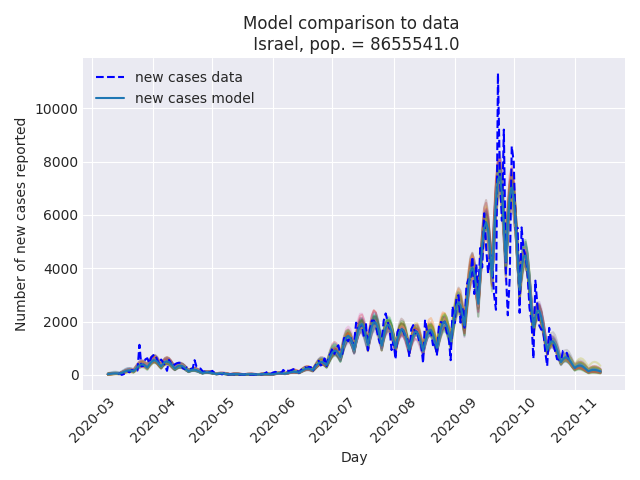 Model comparison to data
Israel, pop. = 8655541.0
new cases data
new cases model
Number of new cases reported
10000
8000
6000
4000
2000
0
2020-03
2020-04
2020-05
2020-06
2020-07
2020-08
2020-09
2020-10
2020-11
Day